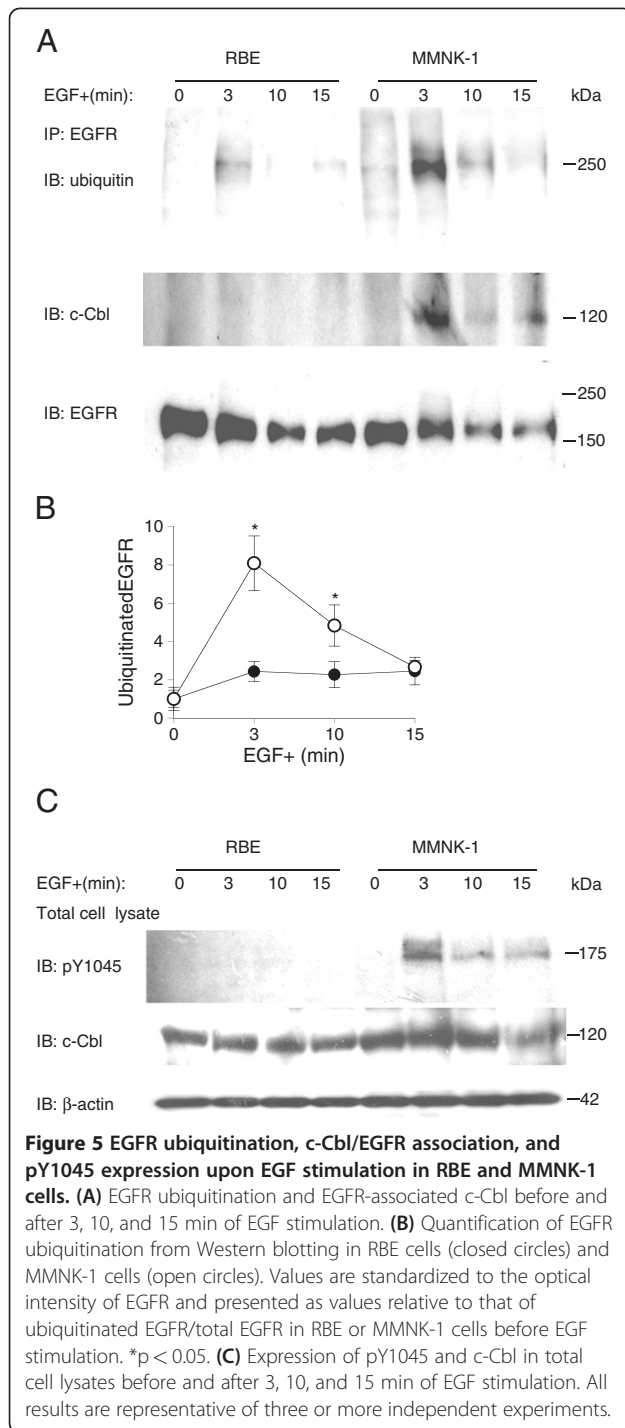 A
RBE MMNK-1
EGF+(min): 0 3 10 15 0 3 10 15 kDa
IP: EGFR
IB: ubiquitin
–250
IB: c-Cbl
–120
IB: EGFR
–250
–150
B
UbiquitinatedEGFR
10
8
6
4
2
0
* *
0 3 10 15
EGF+ (min)
C
RBE MMNK-1
EGF+(min): 0 3 10 15 0 3 10 15 kDa
Total cell lysate
IB: pY1045
–175
IB: c-Cbl
–120
IB: β-actin
–42
Figure 5 EGFR ubiquitination, c-Cbl/EGFR association, and
pY1045 expression upon EGF stimulation in RBE and MMNK-1
cells. (A) EGFR ubiquitination and EGFR-associated c-Cbl before and
after 3, 10, and 15 min of EGF stimulation. (B) Quantification of EGFR
ubiquitination from Western blotting in RBE cells (closed circles) and
MMNK-1 cells (open circles). Values are standardized to the optical
intensity of EGFR and presented as values relative to that of
ubiquitinated EGFR/total EGFR in RBE or MMNK-1 cells before EGF
stimulation. *p < 0.05. (C) Expression of pY1045 and c-Cbl in total
cell lysates before and after 3, 10, and 15 min of EGF stimulation. All
results are representative of three or more independent experiments.